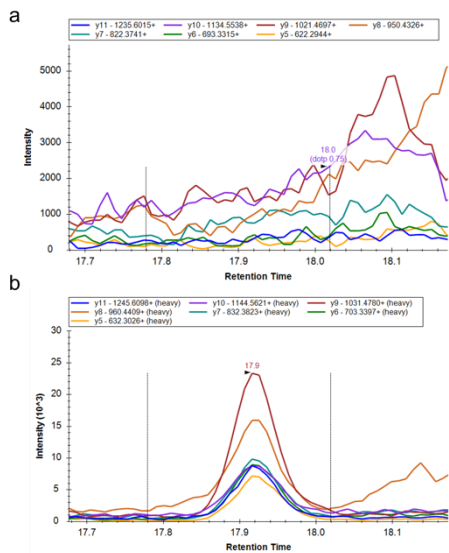 a
y11 - 1235.6015+ y10 - 1134.5538+ y9 - 1021.4697+ y8 - 950.4326+
y7 - 822.3741+ y6 - 693.3315+ y5 - 622.2944+
5000
4000
3000
2000
1000
0
Intensity
18.0
(dotp 0.75)
17.7 17.8 17.9 18.0 18.1
Retention Time
b
y11 - 1245.6098+ (heavy) y10 - 1144.5621+ (heavy) y9 - 1031.4780+ (heavy)
y8 - 960.4409+ (heavy) y7 - 832.3823+ (heavy) y6 - 703.3397+ (heavy)
y5 - 632.3026+ (heavy)
30
25
20
15
10
5
0
Intensity (10^3)
17.9
17.7 17.8 17.9 18.0 18.1
Retention Time